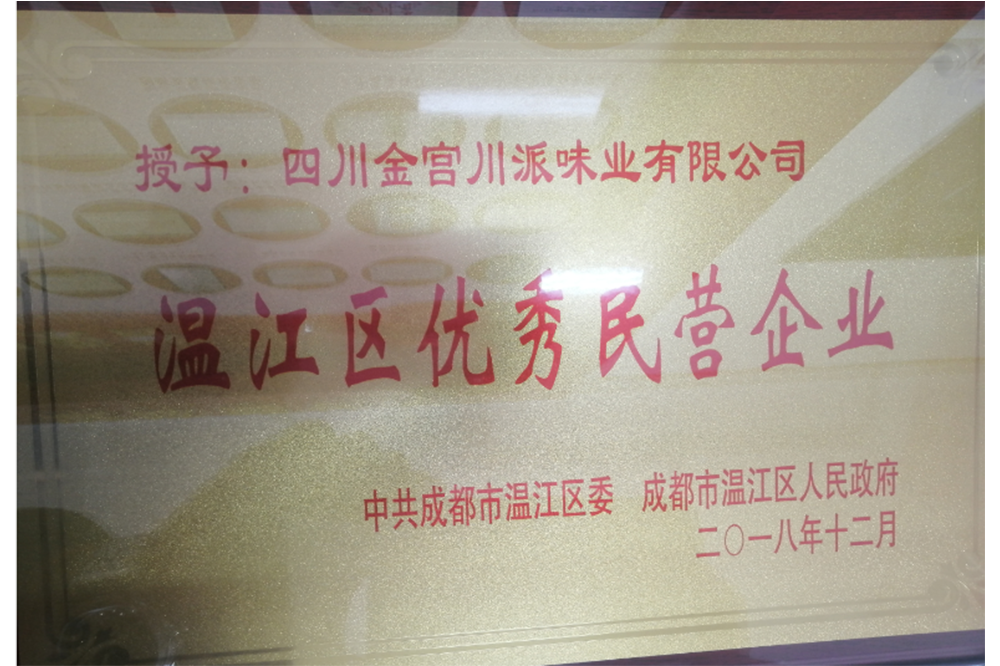 授予：四川金宫川派味业有限公司
温江区优秀民营企业
中共成都市温江区委 成都市温江区人民政府
二〇一八年十二月